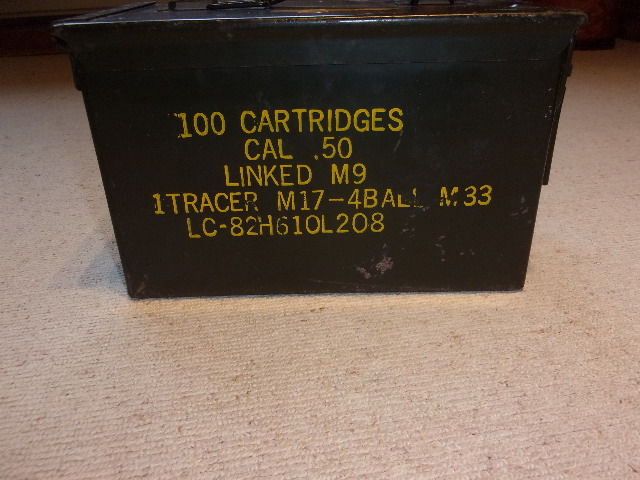 100 CARTRIDGES
CAL .50
LINKED M9
1TRACER M17-4BALL M33
LC-82H610L208